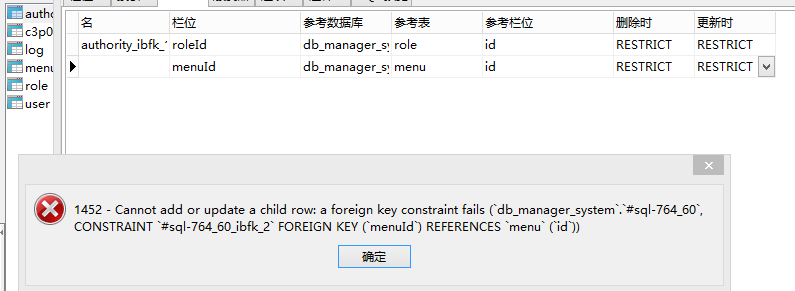 autho
c3p0
log
menu
role
user
名 栏位 参考数据库 参考表 参考栏位 删除时 更新时
authority_ibfk_1 roleId db_manager_sy role id RESTRICT RESTRICT
menuId db_manager_sy menu id RESTRICT RESTRICT
1452 - Cannot add or update a child row: a foreign key constraint fails (`db_manager_system`.`#sql-764_60`,
CONSTRAINT `#sql-764_60_ibfk_2` FOREIGN KEY (`menuId`) REFERENCES `menu` (`id`))
确定